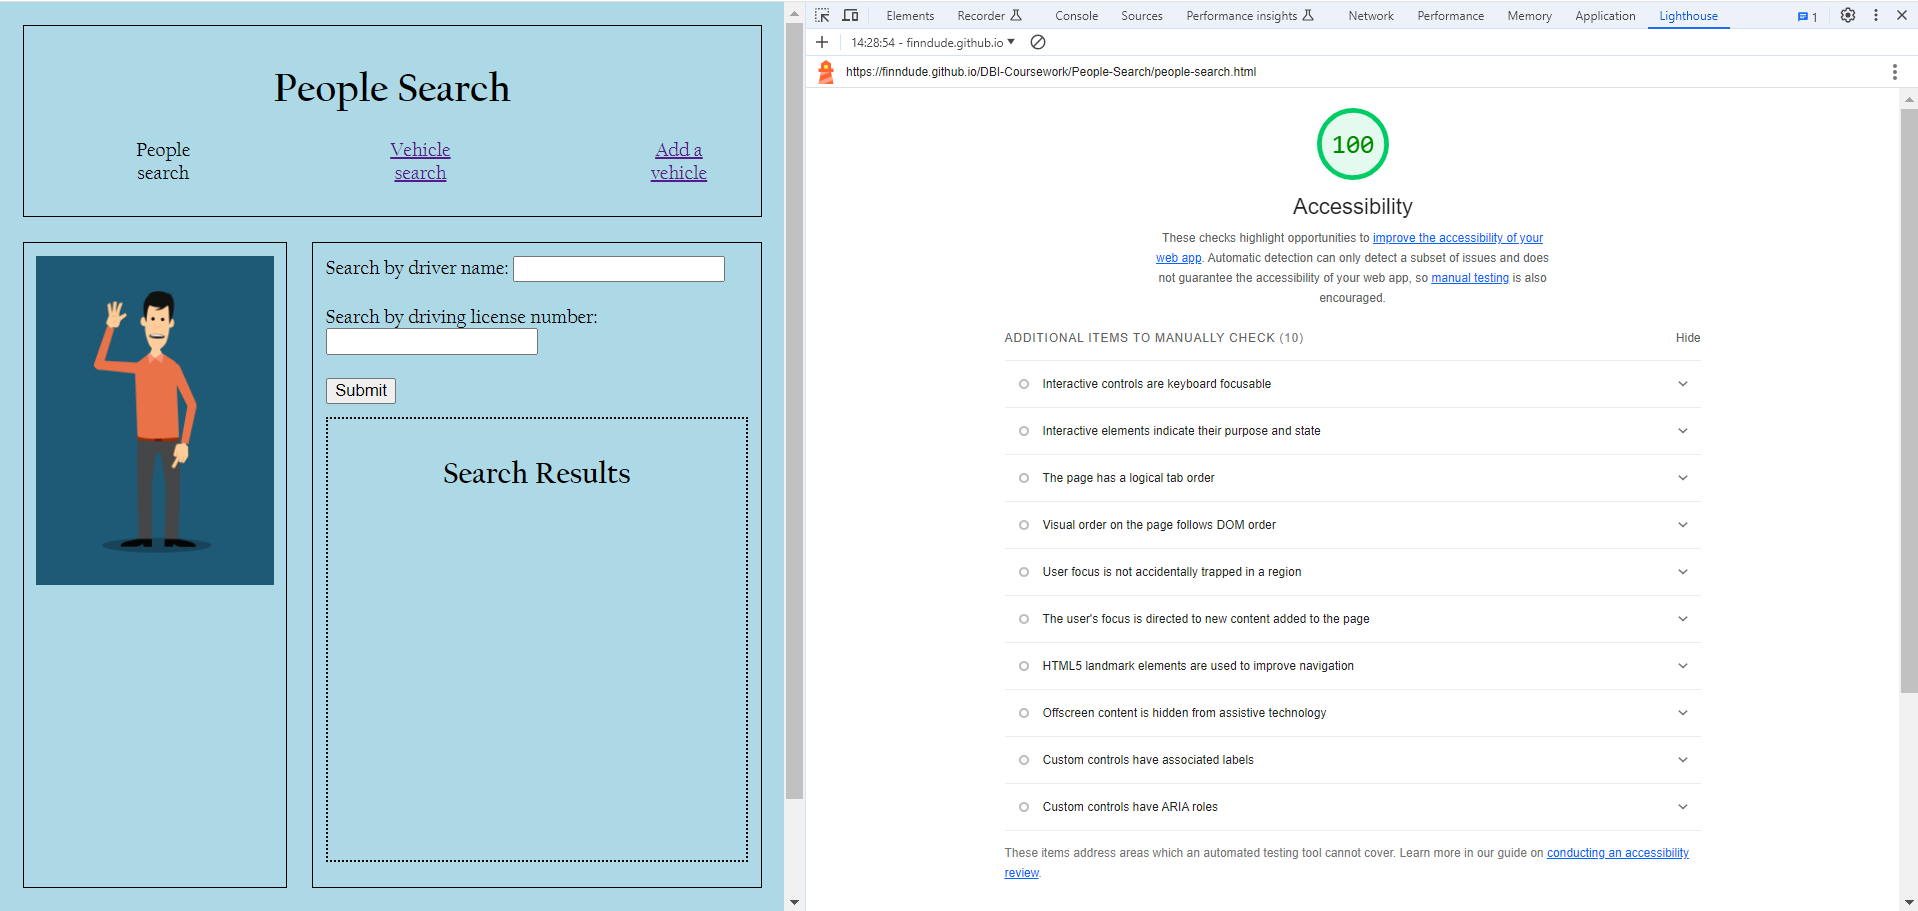 People Search
People
search
Vehicle
search
Add a
vehicle
Search by driver name:
Search by driving license number:
Submit
Search Results
Elements
Recorder
Console
Sources
Performance insights
Network
Performance
Memory
Application
Lighthouse
1
14:28:54 - finndude.github.io
https://finndude.github.io/DBI-Coursework/People-Search/people-search.html
100
Accessibility
These checks highlight opportunities to improve the accessibility of your
web app. Automatic detection can only detect a subset of issues and does
not guarantee the accessibility of your web app, so manual testing is also
encouraged.
ADDITIONAL ITEMS TO MANUALLY CHECK (10)
Hide
Interactive controls are keyboard focusable
Interactive elements indicate their purpose and state
The page has a logical tab order
Visual order on the page follows DOM order
User focus is not accidentally trapped in a region
The user's focus is directed to new content added to the page
HTML5 landmark elements are used to improve navigation
Offscreen content is hidden from assistive technology
Custom controls have associated labels
Custom controls have ARIA roles
These items address areas which an automated testing tool cannot cover. Learn more in our guide on conducting an accessibility
review.